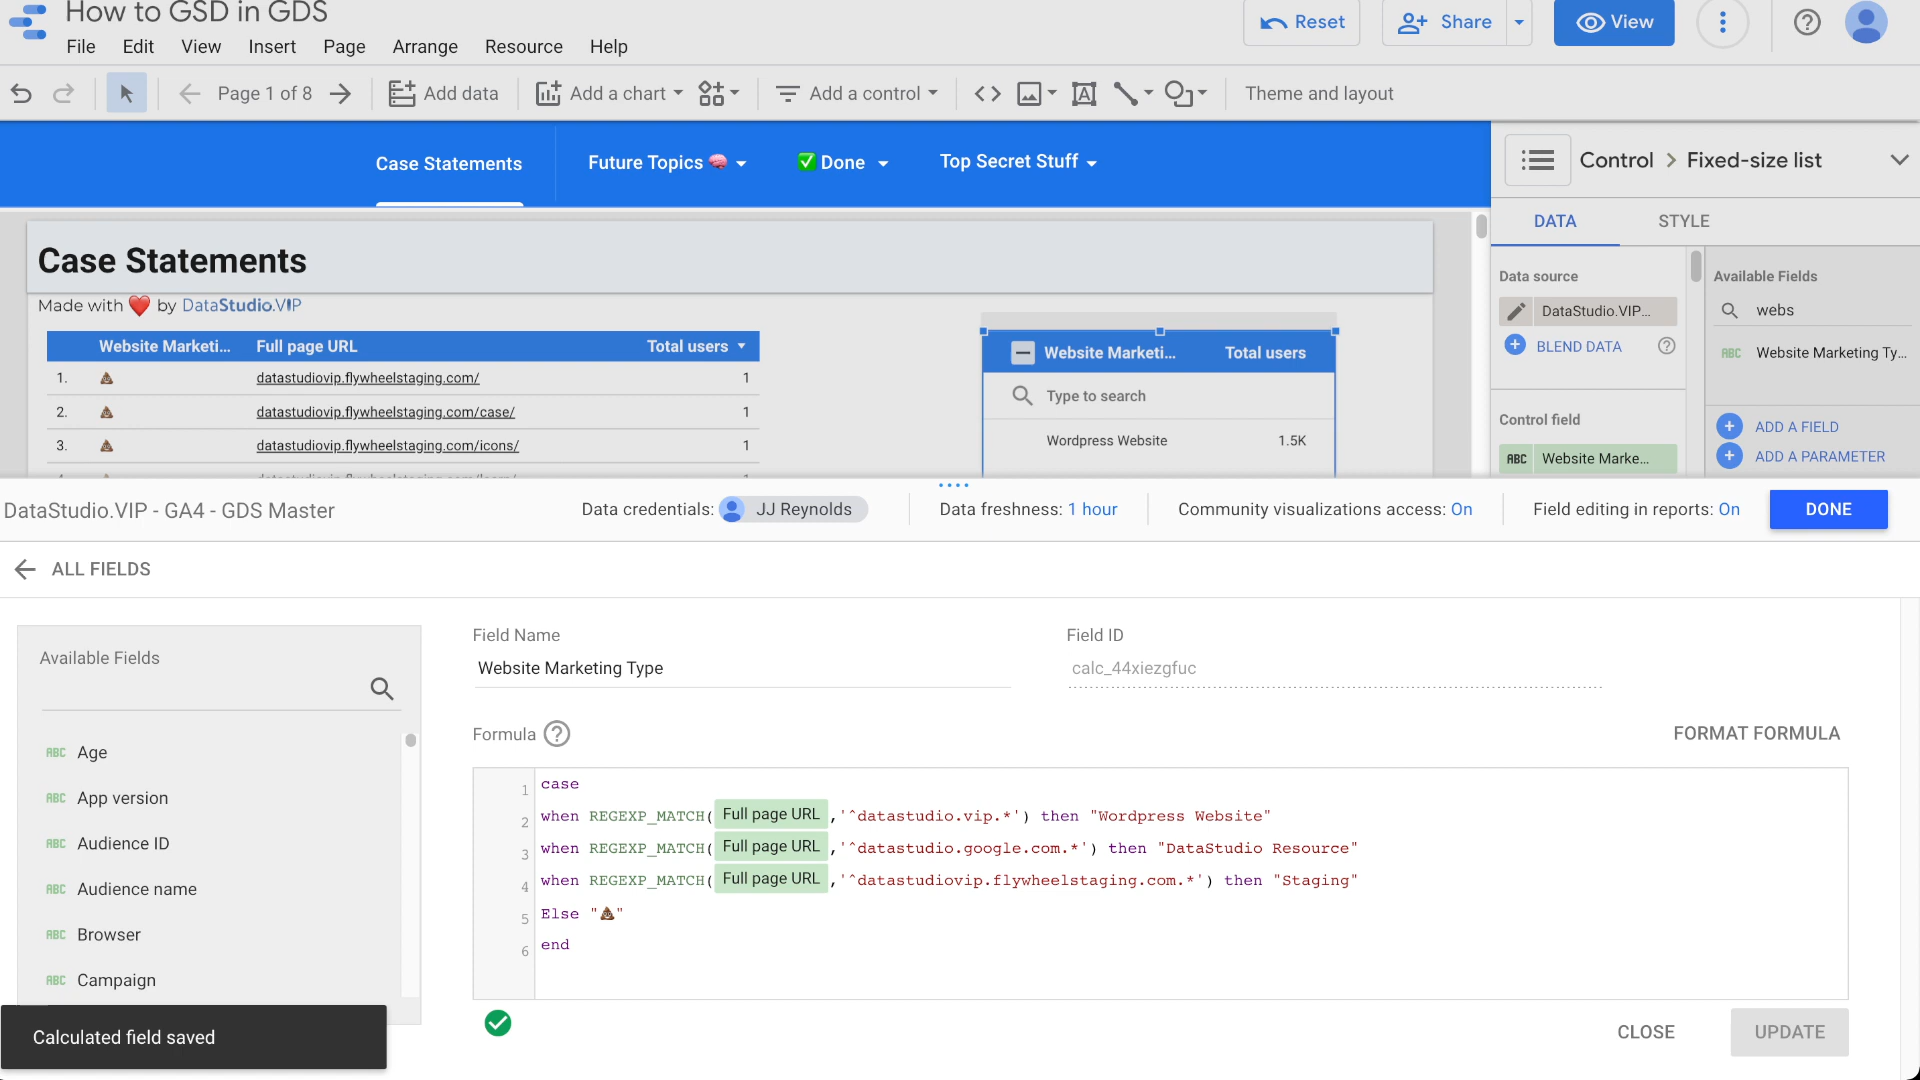 How to GSD in GDS
File Edit View Insert Page Arrange Resource Help
Reset Share View
Page 1 of 8 Add data Add a chart Add a control Theme and layout
Case Statements Future Topics 🧠 ✅ Done Top Secret Stuff
Control > Fixed-size list
DATA STYLE
Case Statements
Made with ❤️ by DataStudio.VIP
Website Marketi... Full page URL Total users
1. 💩 datastudiovip.flywheelstaging.com/ 1
2. 💩 datastudiovip.flywheelstaging.com/case/ 1
3. 💩 datastudiovip.flywheelstaging.com/icons/ 1
Website Marketi... Total users
Type to search
Wordpress Website 1.5K
Data source
DataStudio.VIP...
BLEND DATA
Control field
ABC Website Marke...
Available Fields
webs
ABC Website Marketing Ty...
ADD A FIELD
ADD A PARAMETER
DataStudio.VIP - GA4 - GDS Master
Data credentials: JJ Reynolds
Data freshness: 1 hour
Community visualizations access: On
Field editing in reports: On
DONE
ALL FIELDS
Available Fields
ABC Age
ABC App version
ABC Audience ID
ABC Audience name
ABC Browser
ABC Campaign
Field Name
Website Marketing Type
Field ID
calc_44xiezgfuc
Formula
FORMAT FORMULA
1 case
2 when REGEXP_MATCH( Full page URL ,'^datastudio.vip.*') then "Wordpress Website"
3 when REGEXP_MATCH( Full page URL ,'^datastudio.google.com.*') then "DataStudio Resource"
4 when REGEXP_MATCH( Full page URL ,'^datastudiovip.flywheelstaging.com.*') then "Staging"
5 Else "💩"
6 end
CLOSE UPDATE
Calculated field saved